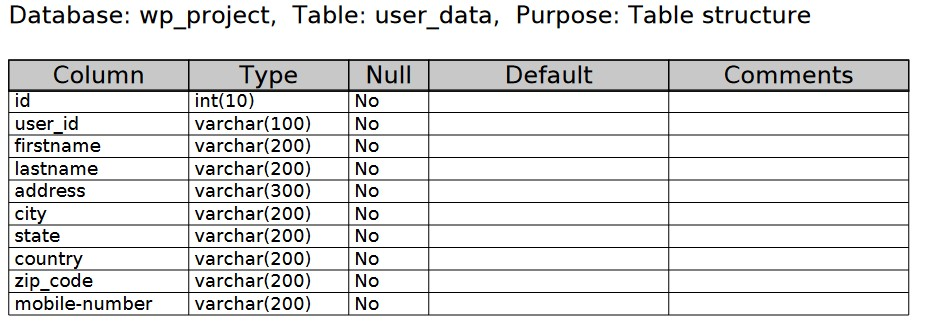 Database: wp_project, Table: user_data, Purpose: Table structure
Column Type Null Default Comments
id int(10) No
user_id varchar(100) No
firstname varchar(200) No
lastname varchar(200) No
address varchar(300) No
city varchar(200) No
state varchar(200) No
country varchar(200) No
zip_code varchar(200) No
mobile-number varchar(200) No